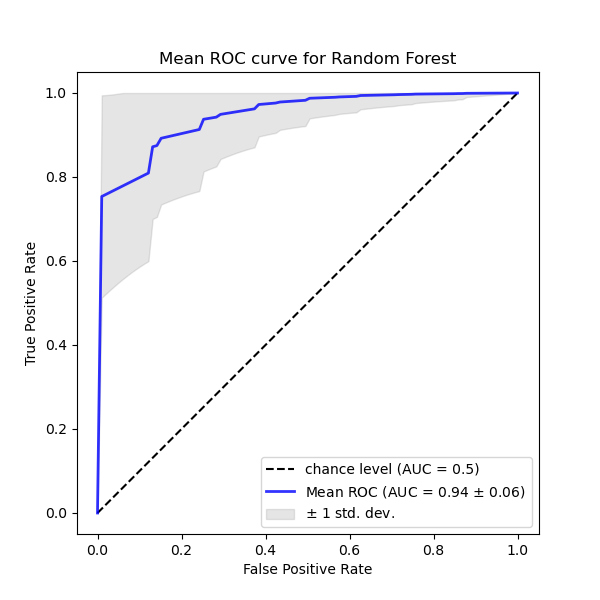 Mean ROC curve for Random Forest
True Positive Rate
1.0
0.8
0.6
0.4
0.2
0.0
chance level (AUC = 0.5)
Mean ROC (AUC = 0.94 ± 0.06)
± 1 std. dev.
0.0 0.2 0.4 0.6 0.8 1.0
False Positive Rate